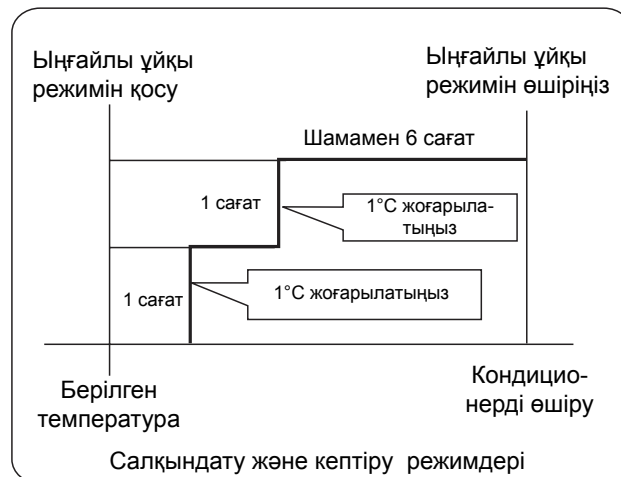 Ыңғайлы ұйқы
режимін қосу
Ыңғайлы ұйқы
режимін өшіріңіз
Шамамен 6 сағат
1 сағат
1°C жоғарыла-
тыңыз
1 сағат
1°C жоғарылатыңыз
Берілген
температура
Кондицио-
нерді өшіру
Салқындату және кептіру режимдері